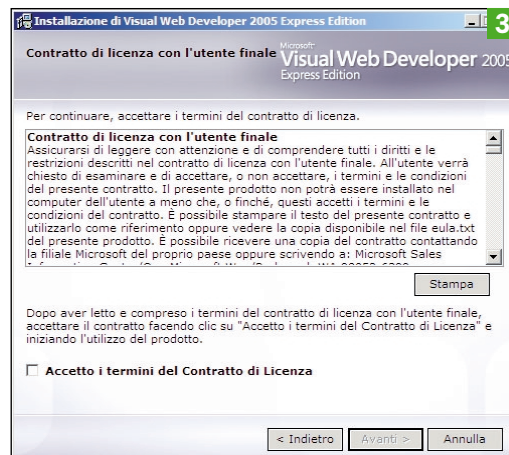 Installazione di Visual Web Developer 2005 Express Edition
3
Contratto di licenza con l'utente finale
Microsoft
Visual Web Developer 2005
Express Edition
Per continuare, accettare i termini del contratto di licenza.
Contratto di licenza con l'utente finale
Assicurarsi di leggere con attenzione e di comprendere tutti i diritti e le
restrizioni descritti nel contratto di licenza con l'utente finale. All'utente verrà
chiesto di esaminare e di accettare, o non accettare, i termini e le condizioni
del presente contratto. Il presente prodotto non potrà essere installato nel
computer dell'utente a meno che, o finché, questi accetti i termini e le
condizioni del contratto. È possibile stampare il testo del presente contratto e
utilizzarlo come riferimento oppure vedere la copia disponibile nel file eula.txt
del presente prodotto. È possibile ricevere una copia del contratto contattando
la filiale Microsoft del proprio paese oppure scrivendo a: Microsoft Sales
Stampa
Dopo aver letto e compreso i termini del contratto di licenza con l'utente finale,
accettare il contratto facendo clic su "Accetto i termini del Contratto di Licenza" e
iniziando l'utilizzo del prodotto.
Accetto i termini del Contratto di Licenza
< Indietro
Avanti >
Annulla